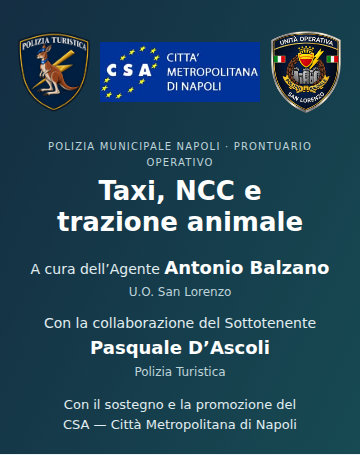 POLIZIA TURISTICA
CSA
CITTA'
METROPOLITANA
DI NAPOLI
UNITÀ OPERATIVA
SAN LORENZO
POLIZIA MUNICIPALE NAPOLI · PRONTUARIO
OPERATIVO
Taxi, NCC e
trazione animale
A cura dell’Agente Antonio Balzano
U.O. San Lorenzo
Con la collaborazione del Sottotenente
Pasquale D’Ascoli
Polizia Turistica
Con il sostegno e la promozione del
CSA — Città Metropolitana di Napoli